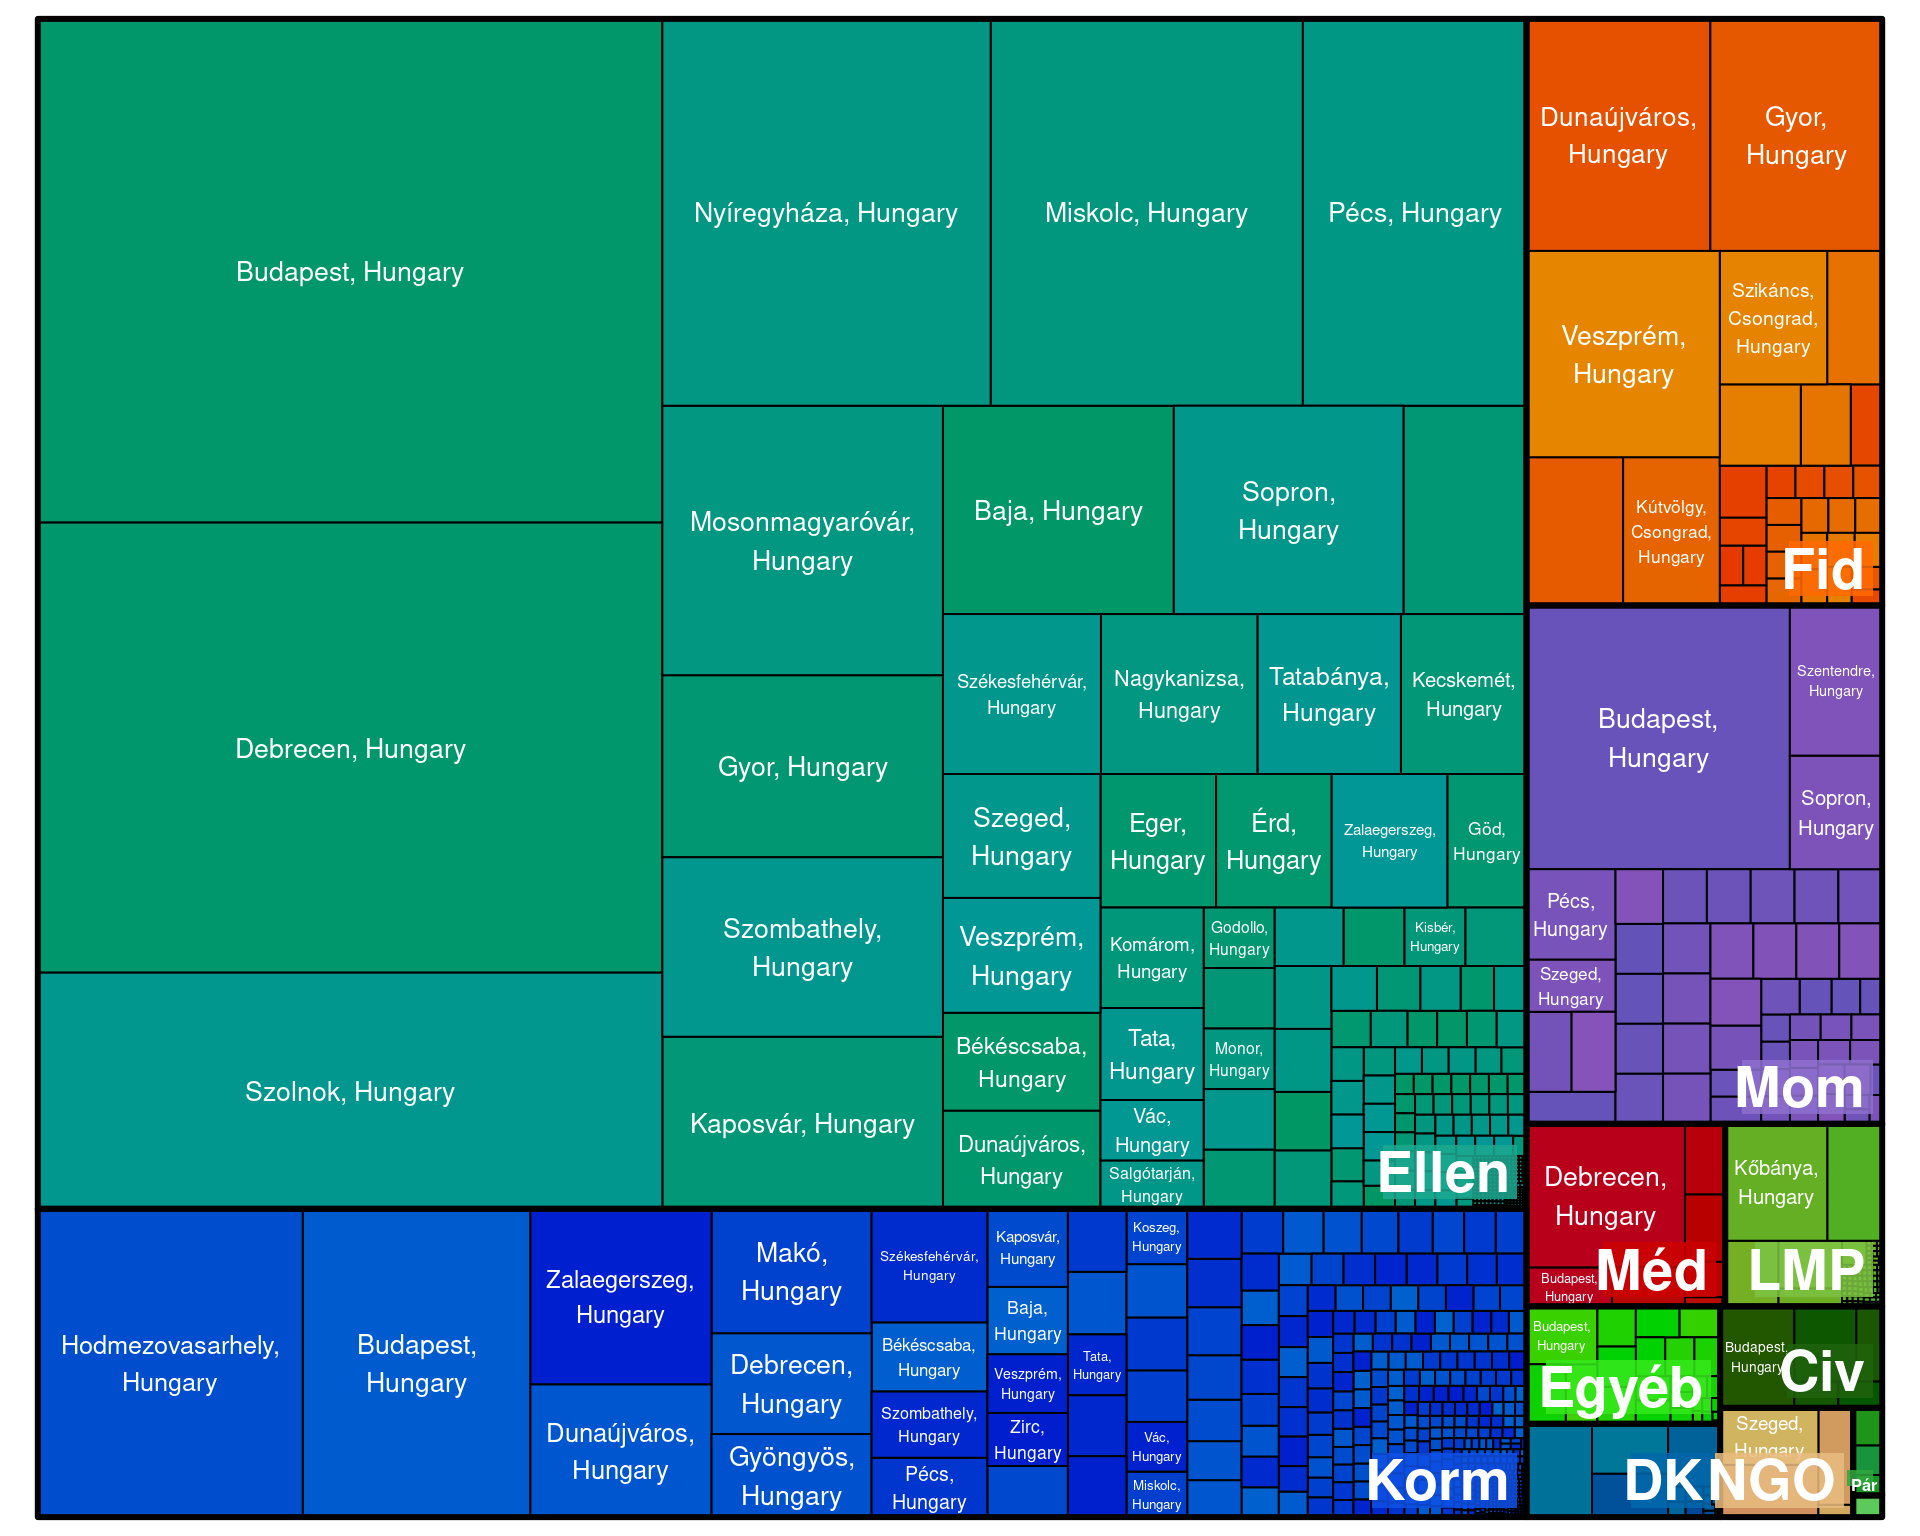 Budapest, Hungary
Debrecen, Hungary
Szolnok, Hungary
Nyíregyháza, Hungary
Miskolc, Hungary
Pécs, Hungary
Mosonmagyaróvár,
Hungary
Gyor, Hungary
Szombathely,
Hungary
Kaposvár, Hungary
Baja, Hungary
Sopron,
Hungary
Székesfehérvár,
Hungary
Nagykanizsa,
Hungary
Tatabánya,
Hungary
Kecskemét,
Hungary
Szeged,
Hungary
Veszprém,
Hungary
Békéscsaba,
Hungary
Dunaújváros,
Hungary
Eger,
Hungary
Érd,
Hungary
Zalaegerszeg,
Hungary
Göd,
Hungary
Komárom,
Hungary
Tata,
Hungary
Vác,
Hungary
Salgótarján,
Hungary
Godollo,
Hungary
Monor,
Hungary
Kisbér,
Hungary
Ellen
Hodmezovasarhely,
Hungary
Budapest,
Hungary
Zalaegerszeg,
Hungary
Dunaújváros,
Hungary
Makó,
Hungary
Debrecen,
Hungary
Gyöngyös,
Hungary
Székesfehérvár,
Hungary
Békéscsaba,
Hungary
Szombathely,
Hungary
Pécs,
Hungary
Kaposvár,
Hungary
Baja,
Hungary
Veszprém,
Hungary
Zirc,
Hungary
Tata,
Hungary
Koszeg,
Hungary
Vác,
Hungary
Miskolc,
Hungary
Korm
Dunaújváros,
Hungary
Gyor,
Hungary
Veszprém,
Hungary
Szikáncs,
Csongrad,
Hungary
Kútvölgy,
Csongrad,
Hungary
Fid
Budapest,
Hungary
Szentendre,
Hungary
Sopron,
Hungary
Pécs,
Hungary
Szeged,
Hungary
Mom
Debrecen,
Hungary
Budapest,
Hungary
Méd
Kőbánya,
Hungary
LMP
Budapest,
Hungary
Egyéb
Budapest,
Hungary
Civ
DK
Szeged,
Hungary
NGO
Pár